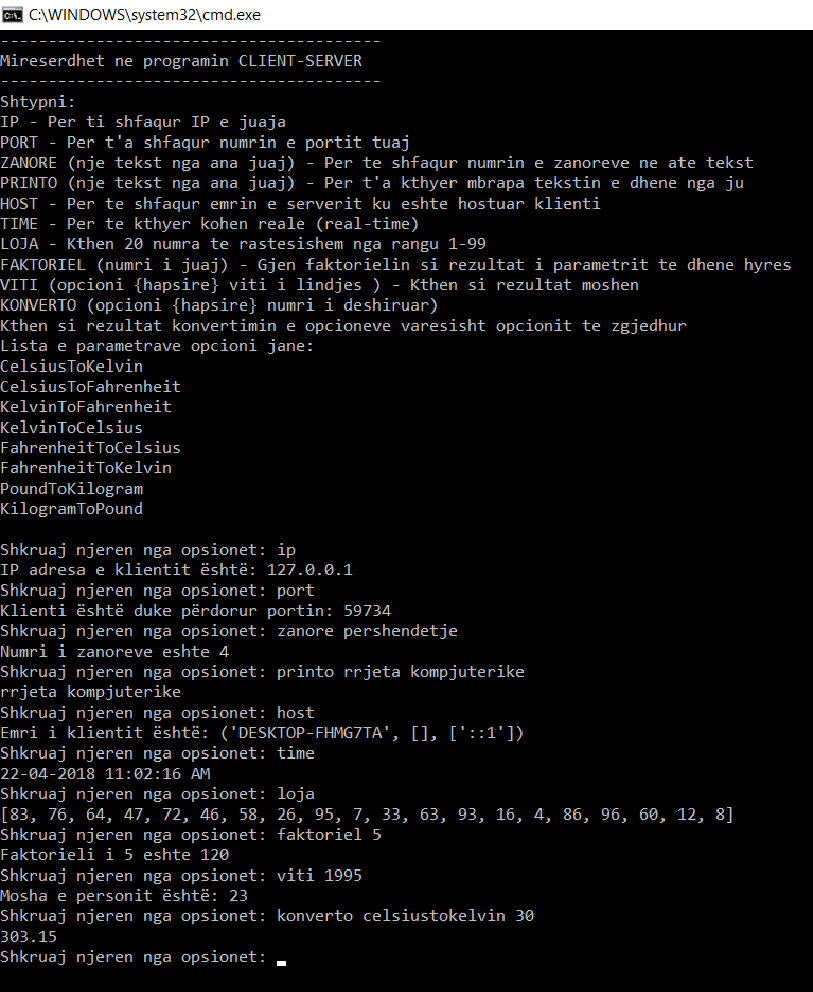 C:\WINDOWS\system32\cmd.exe
----------------------------------------
Mireserdhet ne programin CLIENT-SERVER
----------------------------------------
Shtypni:
IP - Per ti shfaqur IP e juaja
PORT - Per t'a shfaqur numrin e portit tuaj
ZANORE (nje tekst nga ana juaj) - Per te shfaqur numrin e zanoreve ne ate tekst
PRINTO (nje tekst nga ana juaj) - Per t'a kthyer mbrapa tekstin e dhene nga ju
HOST - Per te shfaqur emrin e serverit ku eshte hostuar klienti
TIME - Per te kthyer kohen reale (real-time)
LOJA - Kthen 20 numra te rastesishem nga rangu 1-99
FAKTORIEL (numri i juaj) - Gjen faktorielin si rezultat i parametrit te dhene hyres
VITI (opcioni {hapsire} viti i lindjes ) - Kthen si rezultat moshen
KONVERTO (opcioni {hapsire} numri i deshiruar)
Kthen si rezultat konvertimin e opcioneve varesisht opcionit te zgjedhur
Lista e parametrave opcioni jane:
CelsiusToKelvin
CelsiusToFahrenheit
KelvinToFahrenheit
KelvinToCelsius
FahrenheitToCelsius
FahrenheitToKelvin
PoundToKilogram
KilogramToPound
Shkruaj njeren nga opsionet: ip
IP adresa e klientit është: 127.0.0.1
Shkruaj njeren nga opsionet: port
Klienti është duke përdorur portin: 59734
Shkruaj njeren nga opsionet: zanore pershendetje
Numri i zanoreve eshte 4
Shkruaj njeren nga opsionet: printo rrjeta kompjuterike
rrjeta kompjuterike
Shkruaj njeren nga opsionet: host
Emri i klientit është: ('DESKTOP-FHMG7TA', [], ['::1'])
Shkruaj njeren nga opsionet: time
22-04-2018 11:02:16 AM
Shkruaj njeren nga opsionet: loja
[83, 76, 64, 47, 72, 46, 58, 26, 95, 7, 33, 63, 93, 16, 4, 86, 96, 60, 12, 8]
Shkruaj njeren nga opsionet: faktoriel 5
Faktorieli i 5 eshte 120
Shkruaj njeren nga opsionet: viti 1995
Mosha e personit është: 23
Shkruaj njeren nga opsionet: konverto celsiustokelvin 30
303.15
Shkruaj njeren nga opsionet: